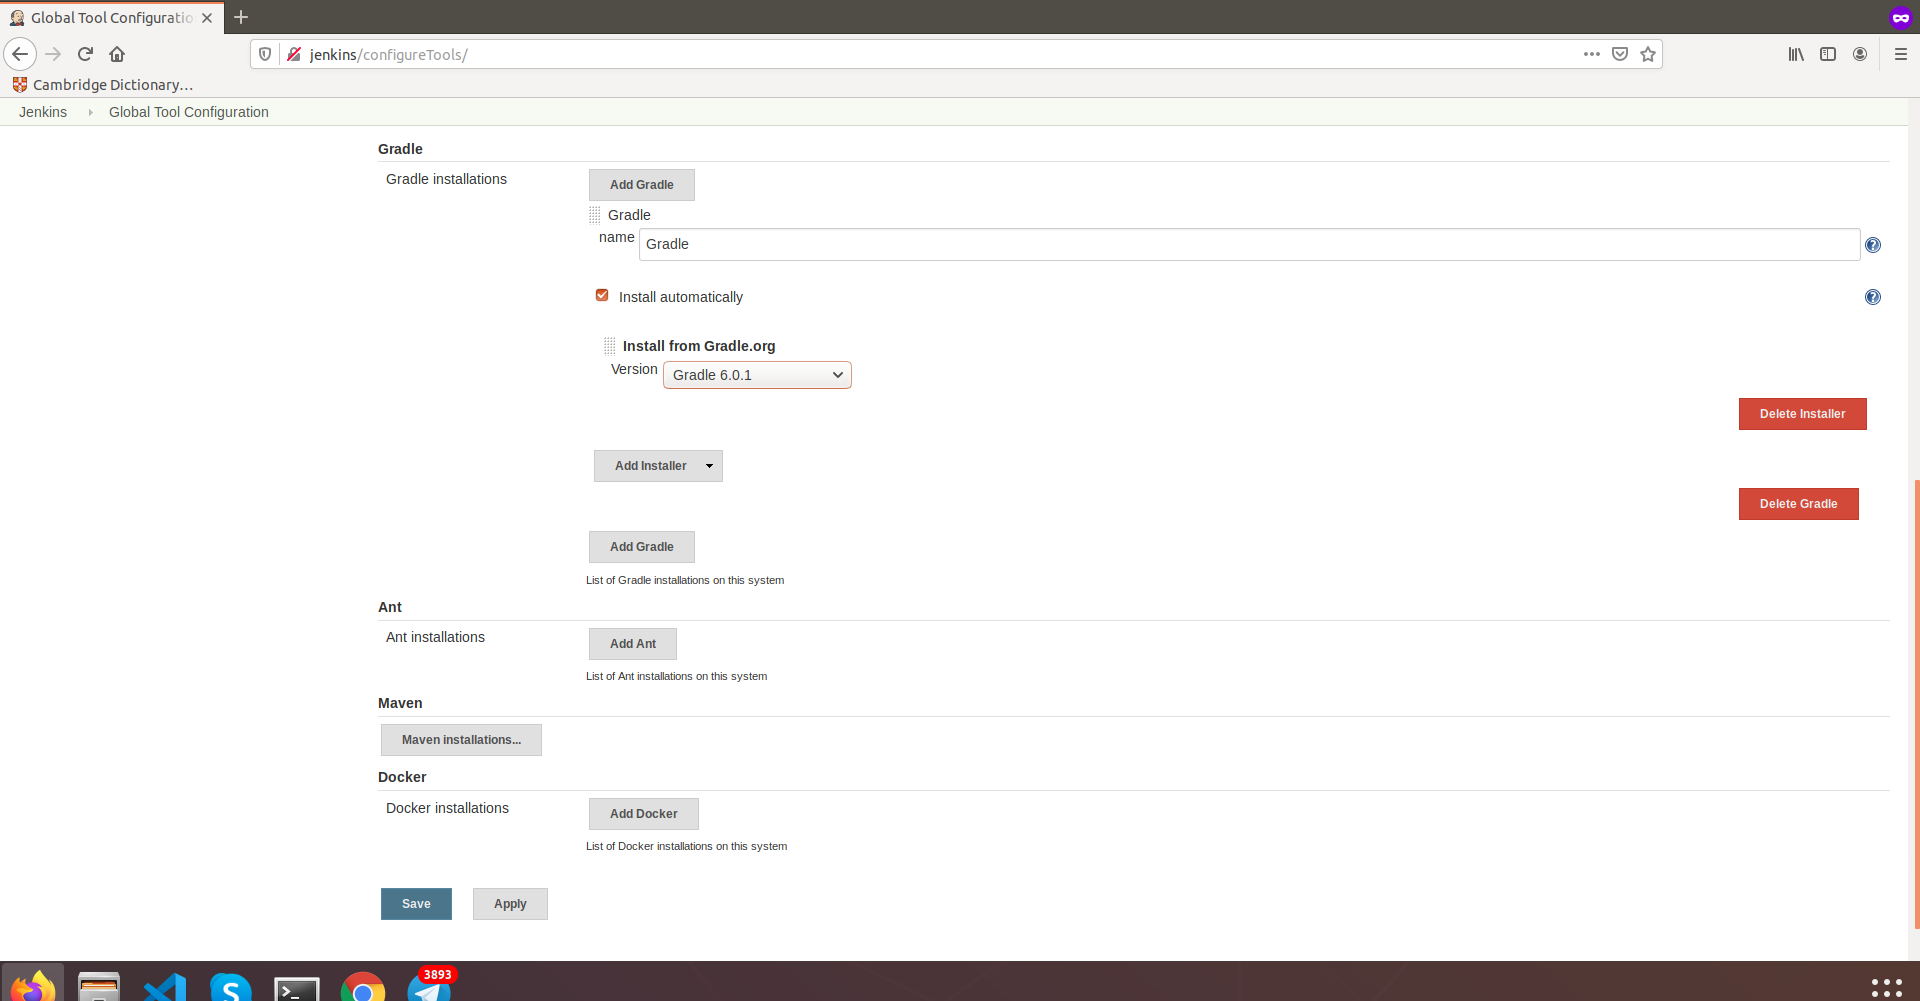 Global Tool Configuratio
jenkins/configureTools/
Cambridge Dictionary…
Jenkins Global Tool Configuration
Gradle
Gradle installations
Add Gradle
Gradle
name Gradle
Install automatically
Install from Gradle.org
Version Gradle 6.0.1
Delete Installer
Add Installer
Delete Gradle
Add Gradle
List of Gradle installations on this system
Ant
Ant installations
Add Ant
List of Ant installations on this system
Maven
Maven installations...
Docker
Docker installations
Add Docker
List of Docker installations on this system
Save Apply
3893